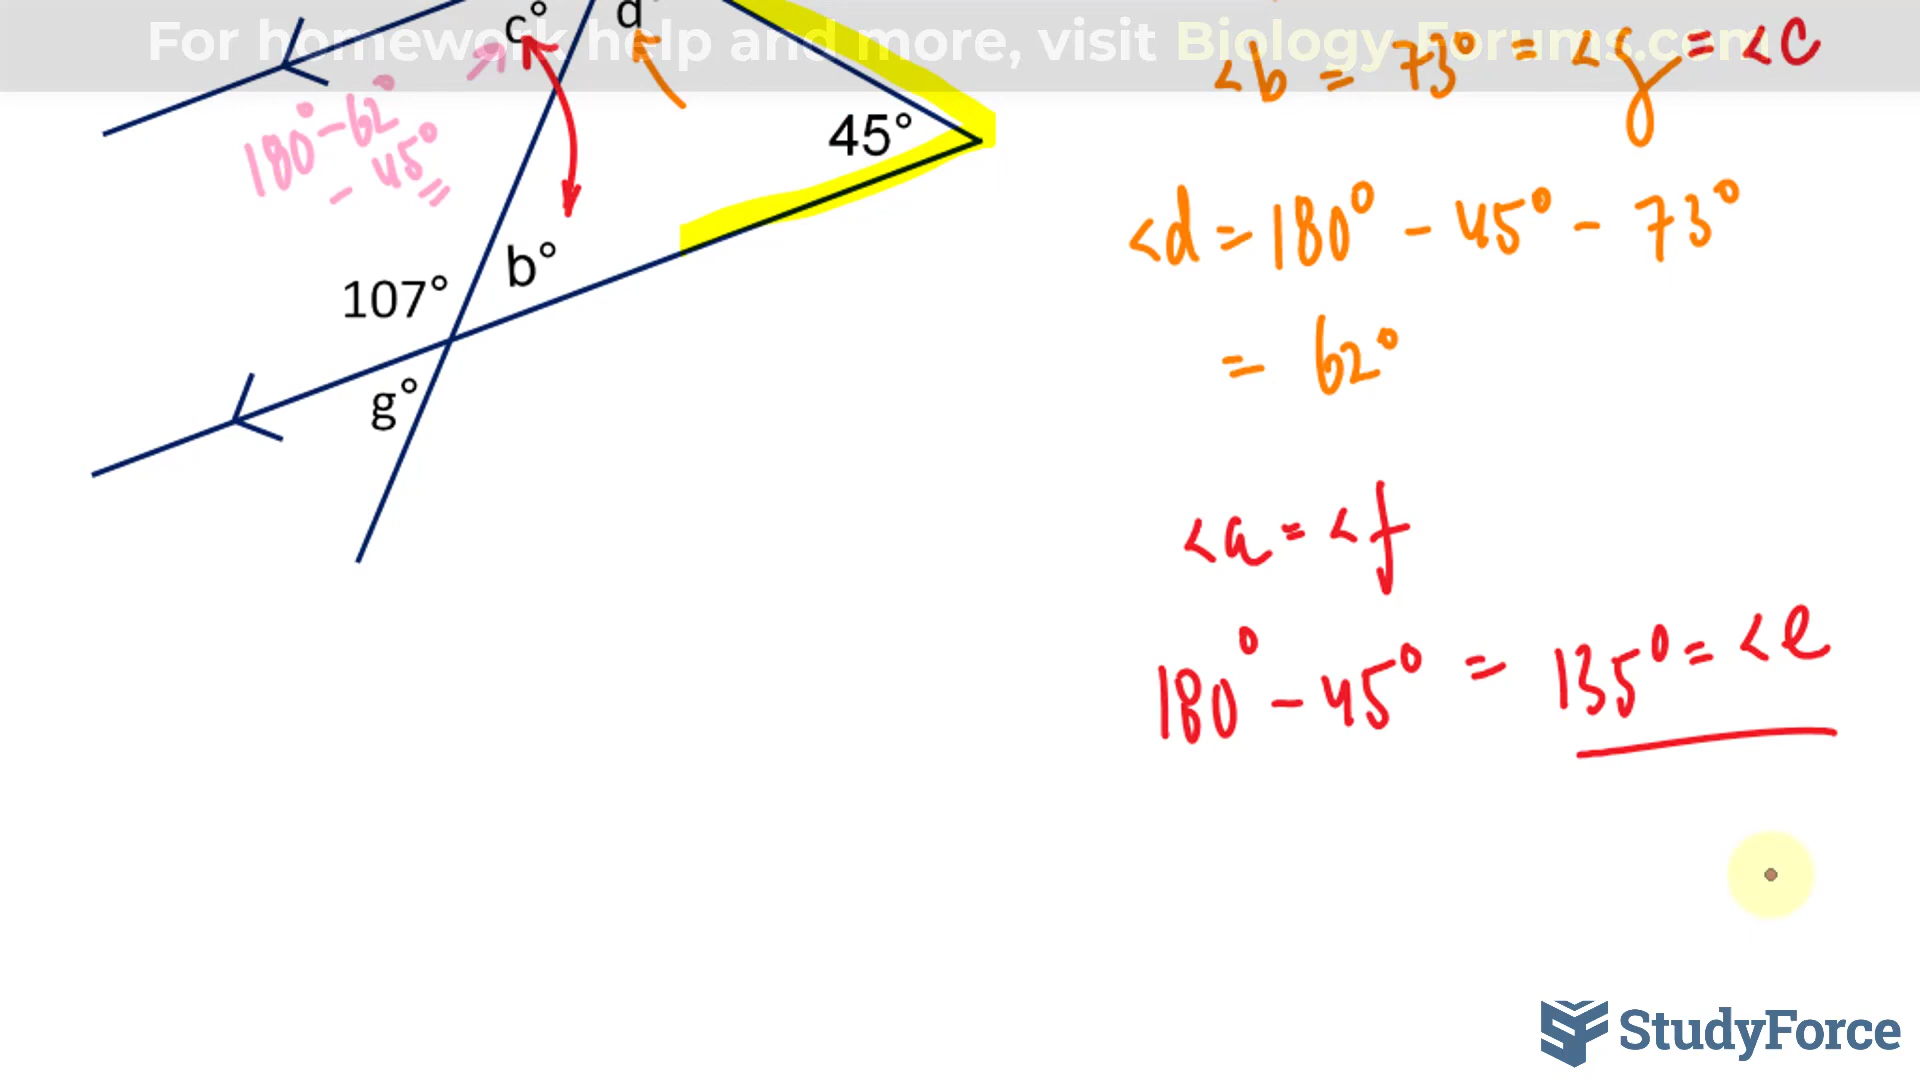 For homework help and more, visit Biology-Forums.com
c° d°
<b = 73° = <g = <c
180° - 62°
- 45° =
45°
<d = 180° - 45° - 73°
b°
107°
= 62°
g°
<a = <f
180° - 45° = 135° = <e
StudyForce